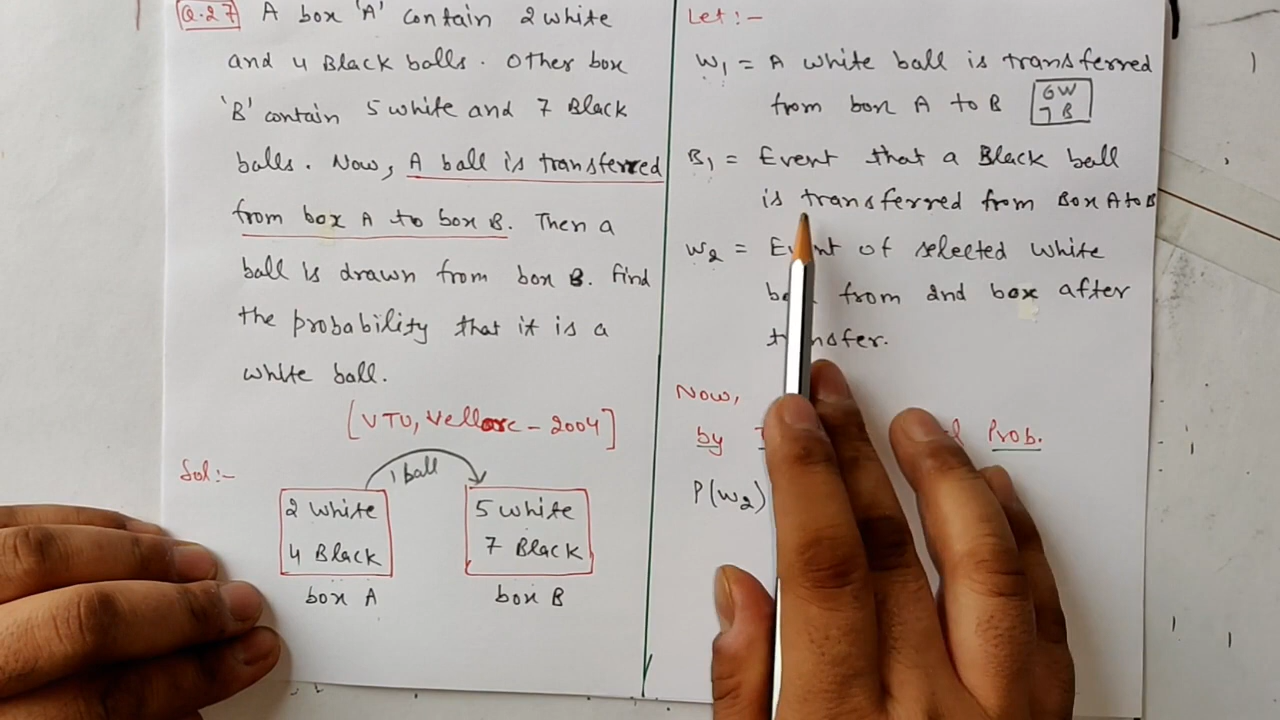 Q.27 A box 'A' contain 2 white
and 4 Black balls. Other box
'B' contain 5 white and 7 Black
balls. Now, A ball is transferred
from box A to box B. Then a
ball is drawn from box B. find
the probability that it is a
white ball.
[VTU, Vellore - 2004]
Sol:-
1 ball
2 white
4 Black
box A
5 white
7 Black
box B
Let:-
W1 = A white ball is transferred
from box A to B
6W
7B
B1 = Event that a Black ball
is transferred from Box A to B
W2 = Event of selected white
from 2nd box after
transfer.
Now,
by Prob.
P(W2)